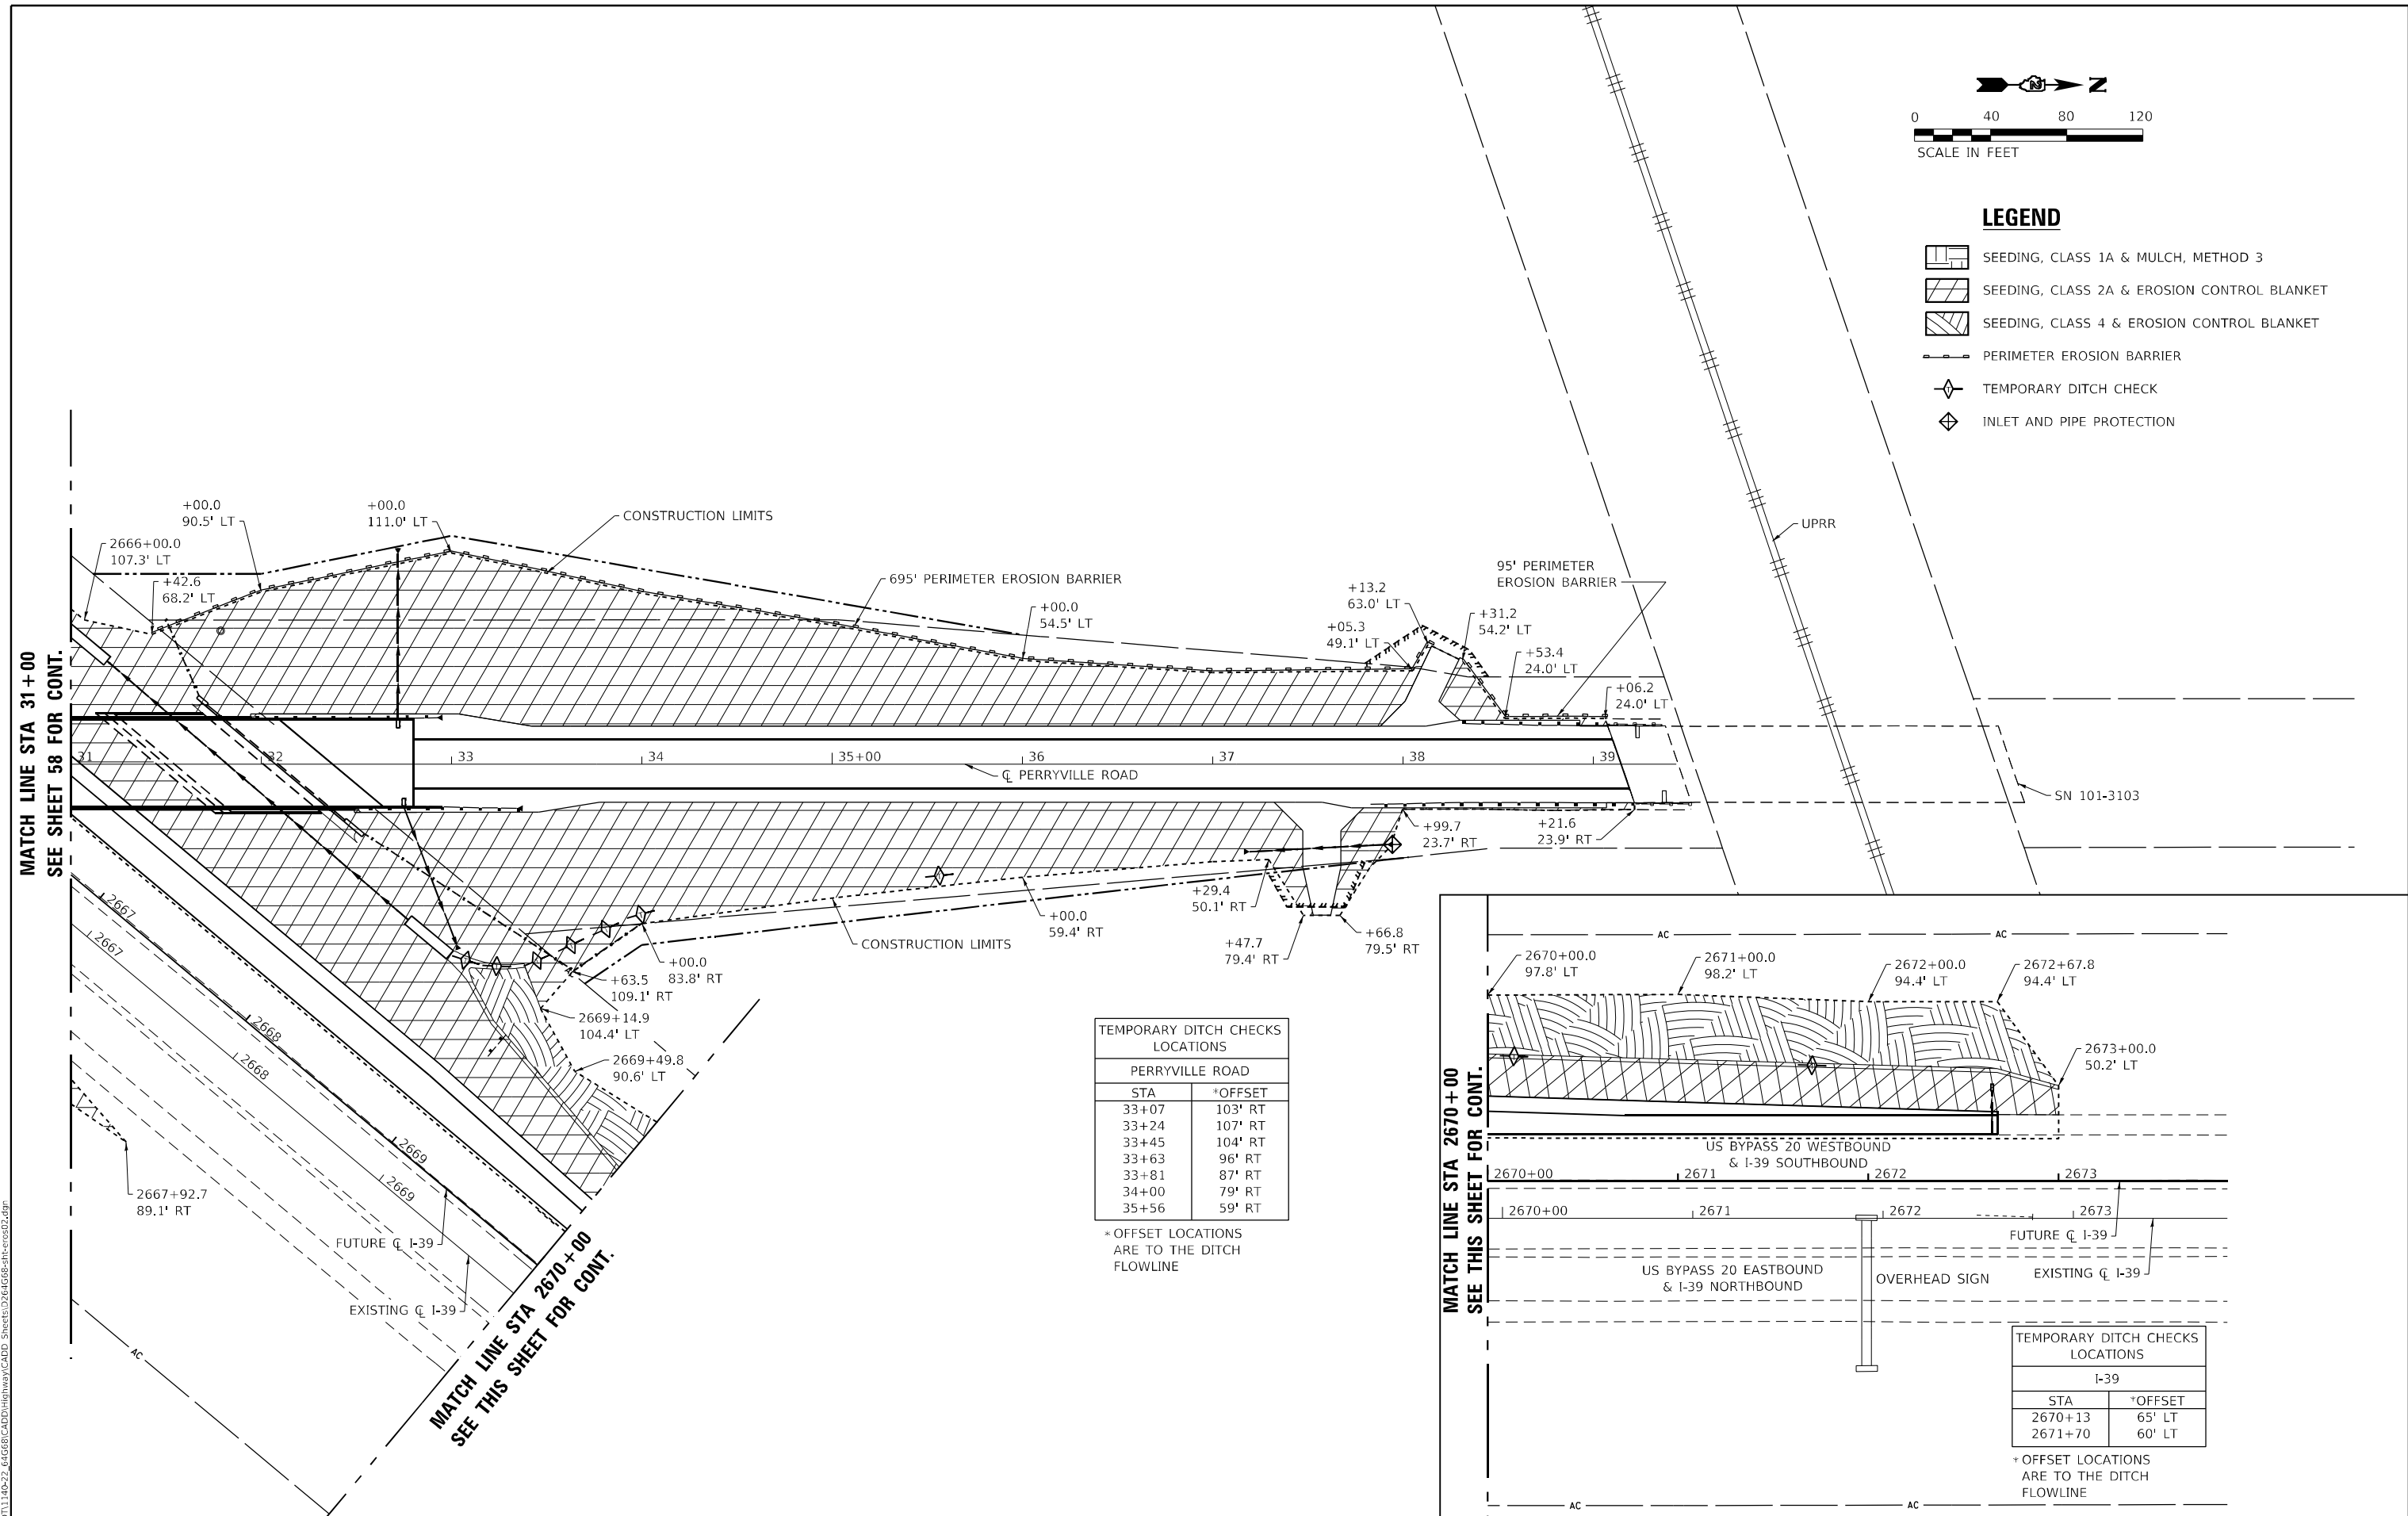 N
0 40 80 120
SCALE IN FEET
LEGEND
SEEDING, CLASS 1A & MULCH, METHOD 3
SEEDING, CLASS 2A & EROSION CONTROL BLANKET
SEEDING, CLASS 4 & EROSION CONTROL BLANKET
PERIMETER EROSION BARRIER
TEMPORARY DITCH CHECK
INLET AND PIPE PROTECTION
MATCH LINE STA 31+00
SEE SHEET 58 FOR CONT.
2666+00.0
107.3' LT
+42.6
68.2' LT
+00.0
90.5' LT
+00.0
111.0' LT
CONSTRUCTION LIMITS
695' PERIMETER EROSION BARRIER
+00.0
54.5' LT
+05.3
49.1' LT
+13.2
63.0' LT
+31.2
54.2' LT
+53.4
24.0' LT
95' PERIMETER
EROSION BARRIER
+06.2
24.0' LT
UPRR
SN 101-3103
31 32 33 34 35+00 36 37 38 39
℄ PERRYVILLE ROAD
+99.7
23.7' RT
+21.6
23.9' RT
+29.4
50.1' RT
+47.7
79.4' RT
+66.8
79.5' RT
+00.0
59.4' RT
CONSTRUCTION LIMITS
+00.0
83.8' RT
+63.5
109.1' RT
2669+14.9
104.4' LT
2669+49.8
90.6' LT
2667
2667
2668
2668
2669
2669
2667+92.7
89.1' RT
FUTURE ℄ I-39
EXISTING ℄ I-39
AC
MATCH LINE STA 2670+00
SEE THIS SHEET FOR CONT.
TEMPORARY DITCH CHECKS
LOCATIONS
PERRYVILLE ROAD
STA *OFFSET
33+07 103' RT
33+24 107' RT
33+45 104' RT
33+63 96' RT
33+81 87' RT
34+00 79' RT
35+56 59' RT
* OFFSET LOCATIONS
ARE TO THE DITCH
FLOWLINE
MATCH LINE STA 2670+00
SEE THIS SHEET FOR CONT.
AC AC
2670+00.0
97.8' LT
2671+00.0
98.2' LT
2672+00.0
94.4' LT
2672+67.8
94.4' LT
2673+00.0
50.2' LT
US BYPASS 20 WESTBOUND
& I-39 SOUTHBOUND
2670+00 2671 2672 2673
2670+00 2671 2672 2673
FUTURE ℄ I-39
EXISTING ℄ I-39
US BYPASS 20 EASTBOUND
& I-39 NORTHBOUND
OVERHEAD SIGN
TEMPORARY DITCH CHECKS
LOCATIONS
I-39
STA *OFFSET
2670+13 65' LT
2671+70 60' LT
* OFFSET LOCATIONS
ARE TO THE DITCH
FLOWLINE
AC AC